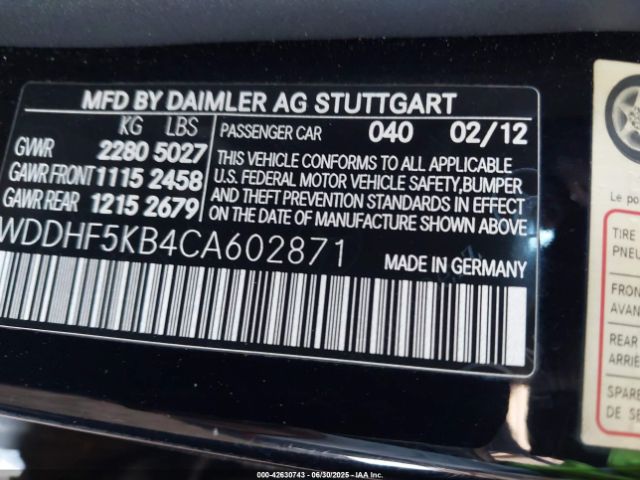 MFD BY DAIMLER AG STUTTGART
KG LBS
GVWR 2280 5027
GAWR FRONT 1115 2458
GAWR REAR 1215 2679
PASSENGER CAR 040 02/12
THIS VEHICLE CONFORMS TO ALL APPLICABLE
U.S. FEDERAL MOTOR VEHICLE SAFETY, BUMPER
AND THEFT PREVENTION STANDARDS IN EFFECT
ON THE DATE OF MANUFACTURE SHOWN ABOVE
WDDHF5KB4CA602871
MADE IN GERMANY
Le po
TIRE
PNEU
FRON
AVAN
REAR
ARRIÈ
SPARE
DE SE
000-42630743 - 06/30/2025 - IAA Inc.